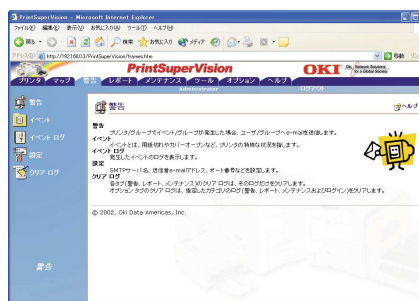 PrintSuperVision - Microsoft Internet Explorer
ファイル(F) 編集(E) 表示(V) お気に入り(A) ツール(T) ヘルプ(H)
戻る 検索 お気に入り メディア
アドレス(D) http://192.168.0.3/PrintSuperVision/frames.htm 移動
PrintSuperVision OKI Network Solutions for a Global Society
プリンタ マップ 警告 レポート メンテナンス ツール オプション ヘルプ
Administrator ログアウト
警告
イベント
イベント ログ
設定
クリア ログ
警告
警告 ヘルプ
警告
プリンタ/グループでイベント/グループが発生した場合、ユーザ/グループへe-mailを送信します。
イベント
イベントとは、用紙切れやカバーオープンなど、プリンタの特殊な状況を指します。
イベント ログ
発生したイベントのログを表示します。
設定
SMTPサーバ名、送信者e-mailアドレス、ポート番号などを設定します。
クリア ログ
各タブ(警告、レポート、メンテナンス)のクリア ログは、そのログだけをクリアします。
オプション タブのクリア ログは、指定したカテゴリのログ(警告、レポート、メンテナンスおよびログイン)をクリアします。
© 2002, Oki Data Americas, Inc.